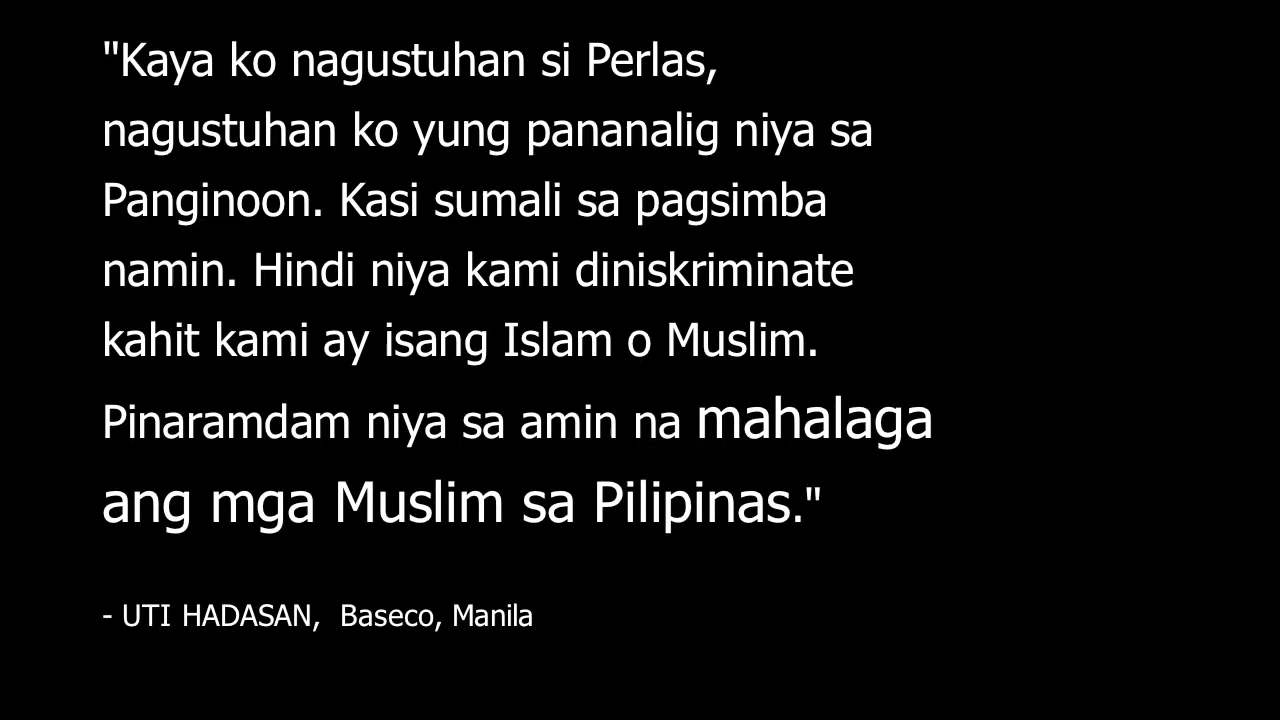 "Kaya ko nagustuhan si Perlas,
nagustuhan ko yung pananalig niya sa
Panginoon. Kasi sumali sa pagsimba
namin. Hindi niya kami diniskriminate
kahit kami ay isang Islam o Muslim.
Pinaramdam niya sa amin na mahalaga
ang mga Muslim sa Pilipinas."
- UTI HADASAN,  Baseco, Manila